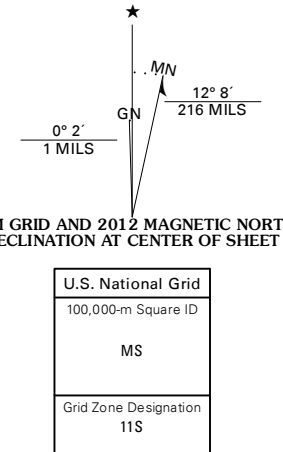 ★
MN
GN
12° 8´
216 MILS
0° 2´
1 MILS
GRID AND 2012 MAGNETIC NORT
ECLINATION AT CENTER OF SHEET
U.S. National Grid
100,000-m Square ID
MS
Grid Zone Designation
11S